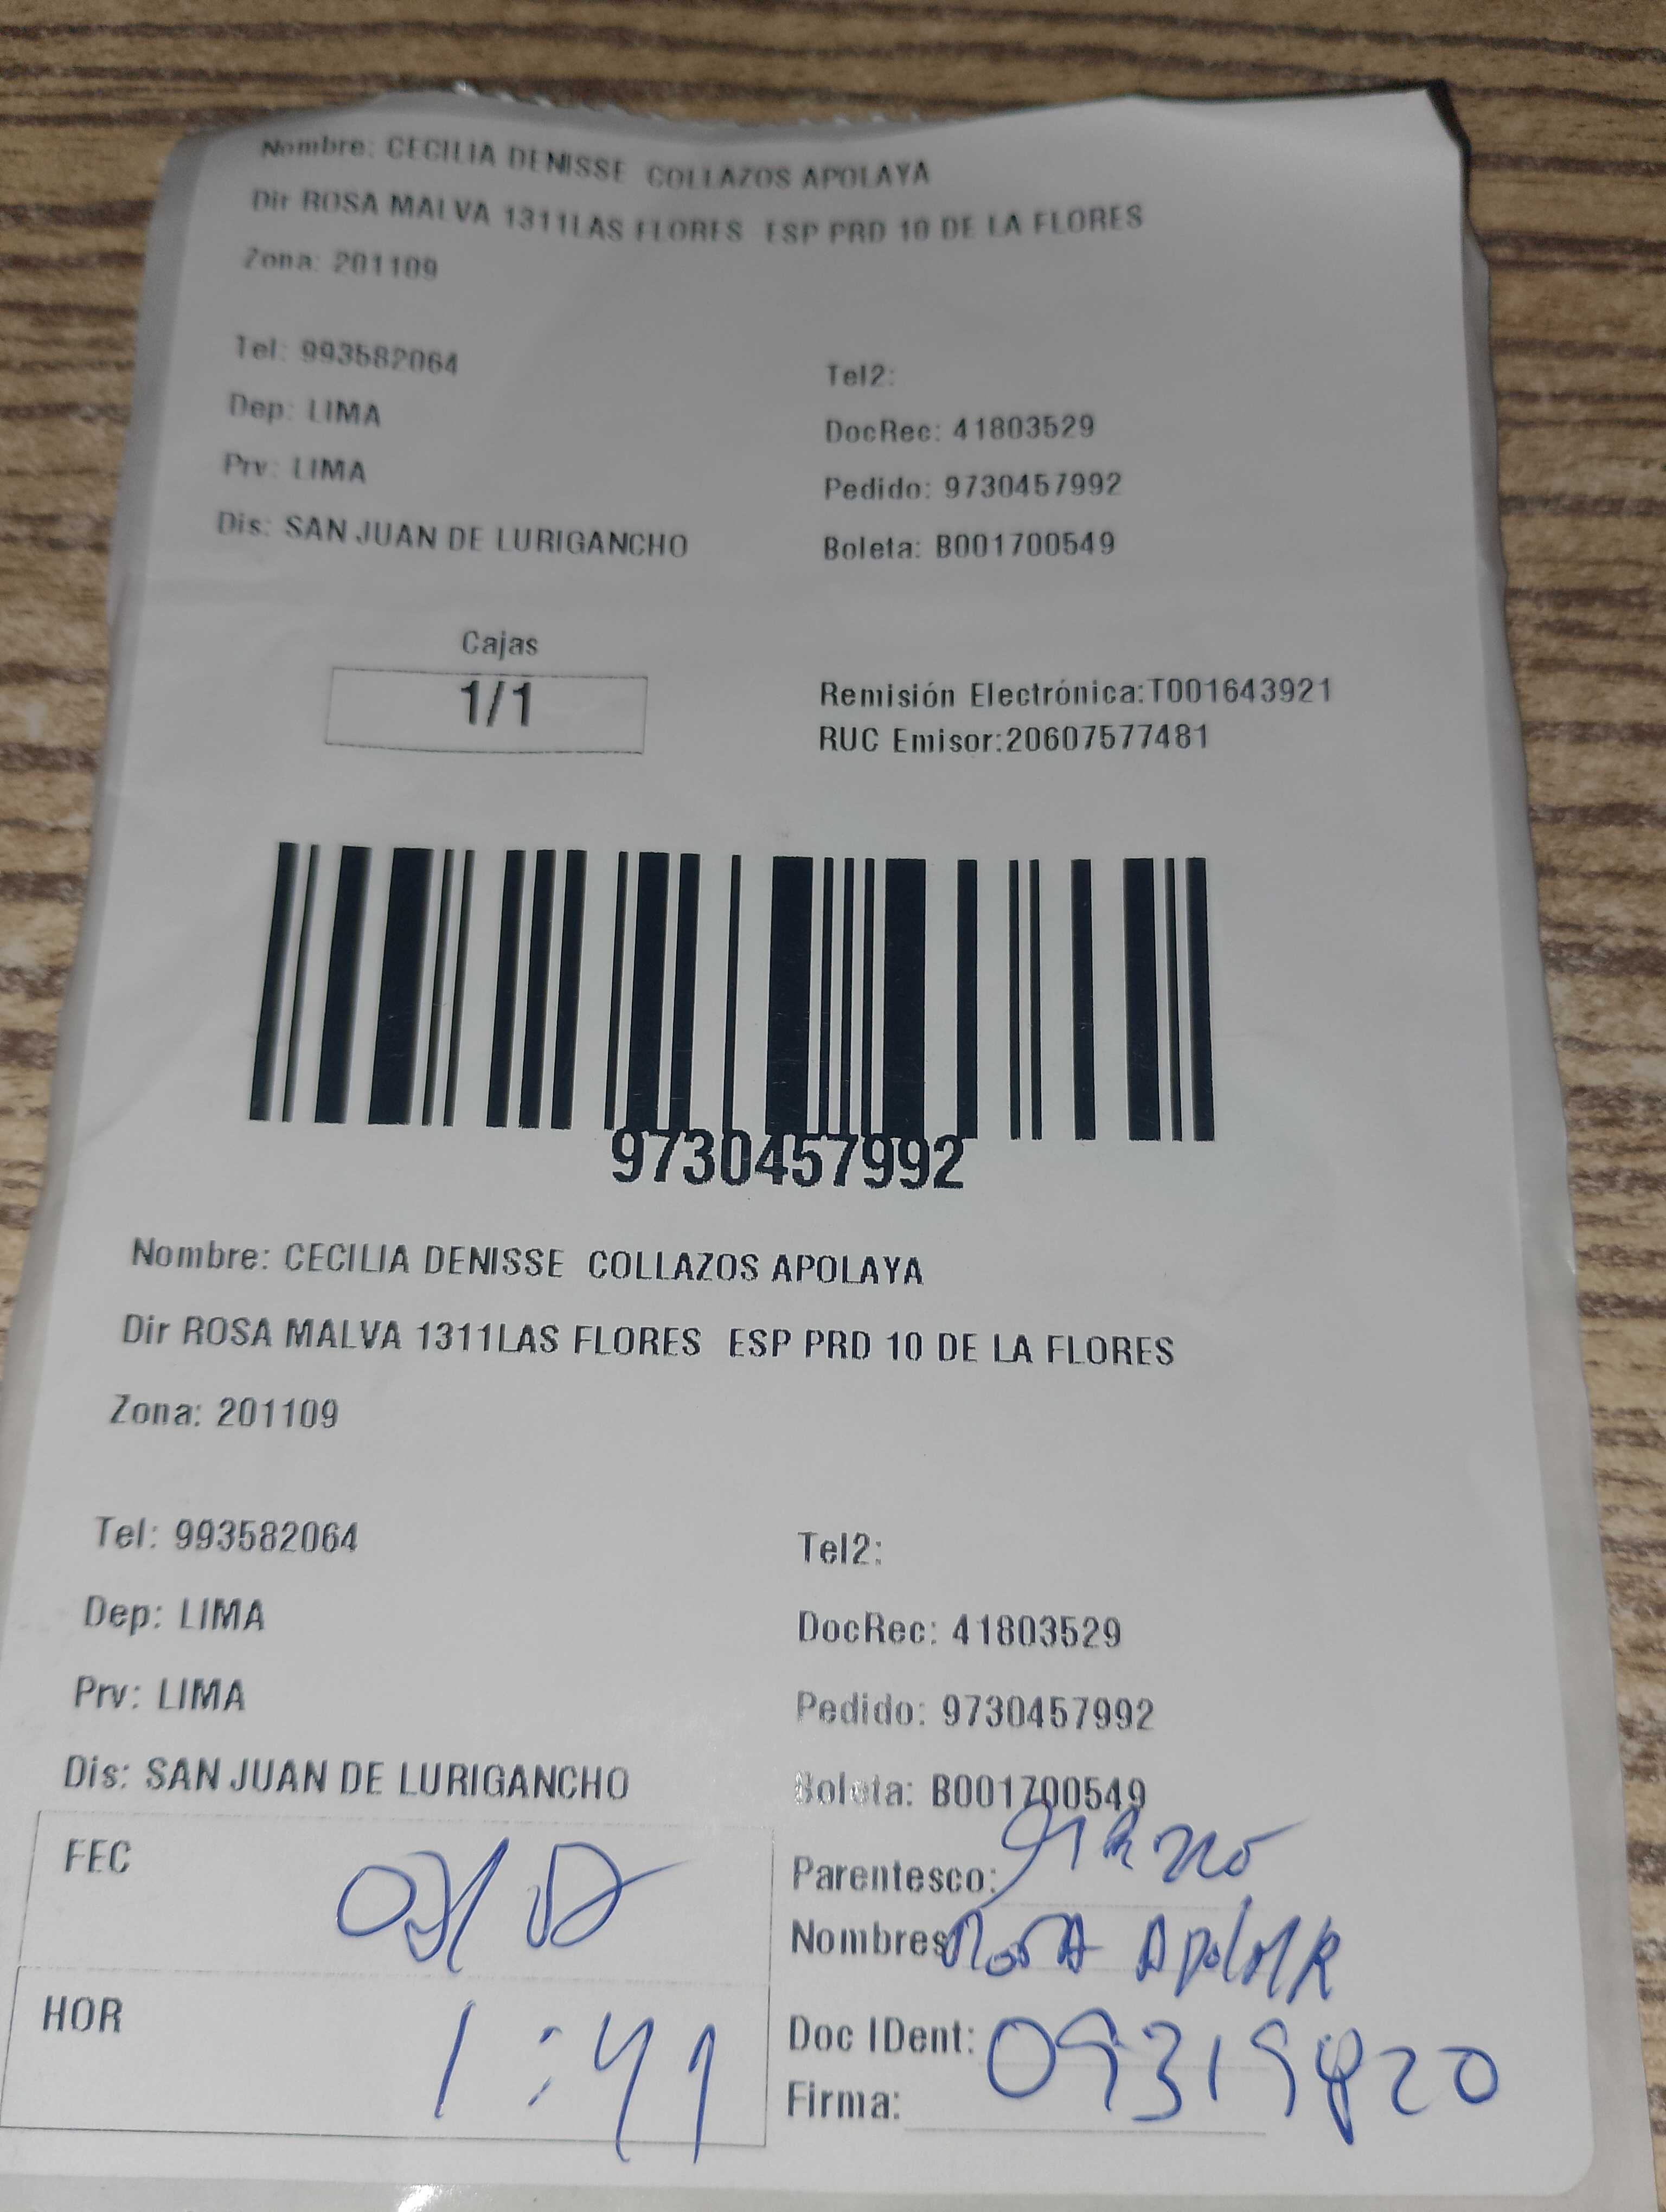 Nombre: CECILIA DENISSE COLLAZOS APOLAYA
Dir ROSA MALVA 1311LAS FLORES ESP PRD 10 DE LA FLORES
Zona: 201109
Tel: 993582064
Tel2:
Dep: LIMA
DocRec: 41803529
Prv: LIMA
Pedido: 9730457992
Dis: SAN JUAN DE LURIGANCHO
Boleta: B001700549
Cajas
1/1
Remisión Electrónica:T001643921
RUC Emisor:20607577481
9730457992
Nombre: CECILIA DENISSE COLLAZOS APOLAYA
Dir ROSA MALVA 1311LAS FLORES ESP PRD 10 DE LA FLORES
Zona: 201109
Tel: 993582064
Tel2:
Dep: LIMA
DocRec: 41803529
Prv: LIMA
Pedido: 9730457992
Dis: SAN JUAN DE LURIGANCHO
Boleta: B001700549
FEC
Parentesco:
Nombres ROSA
HOR 1:41
Doc IDent: 09319820
Firma: